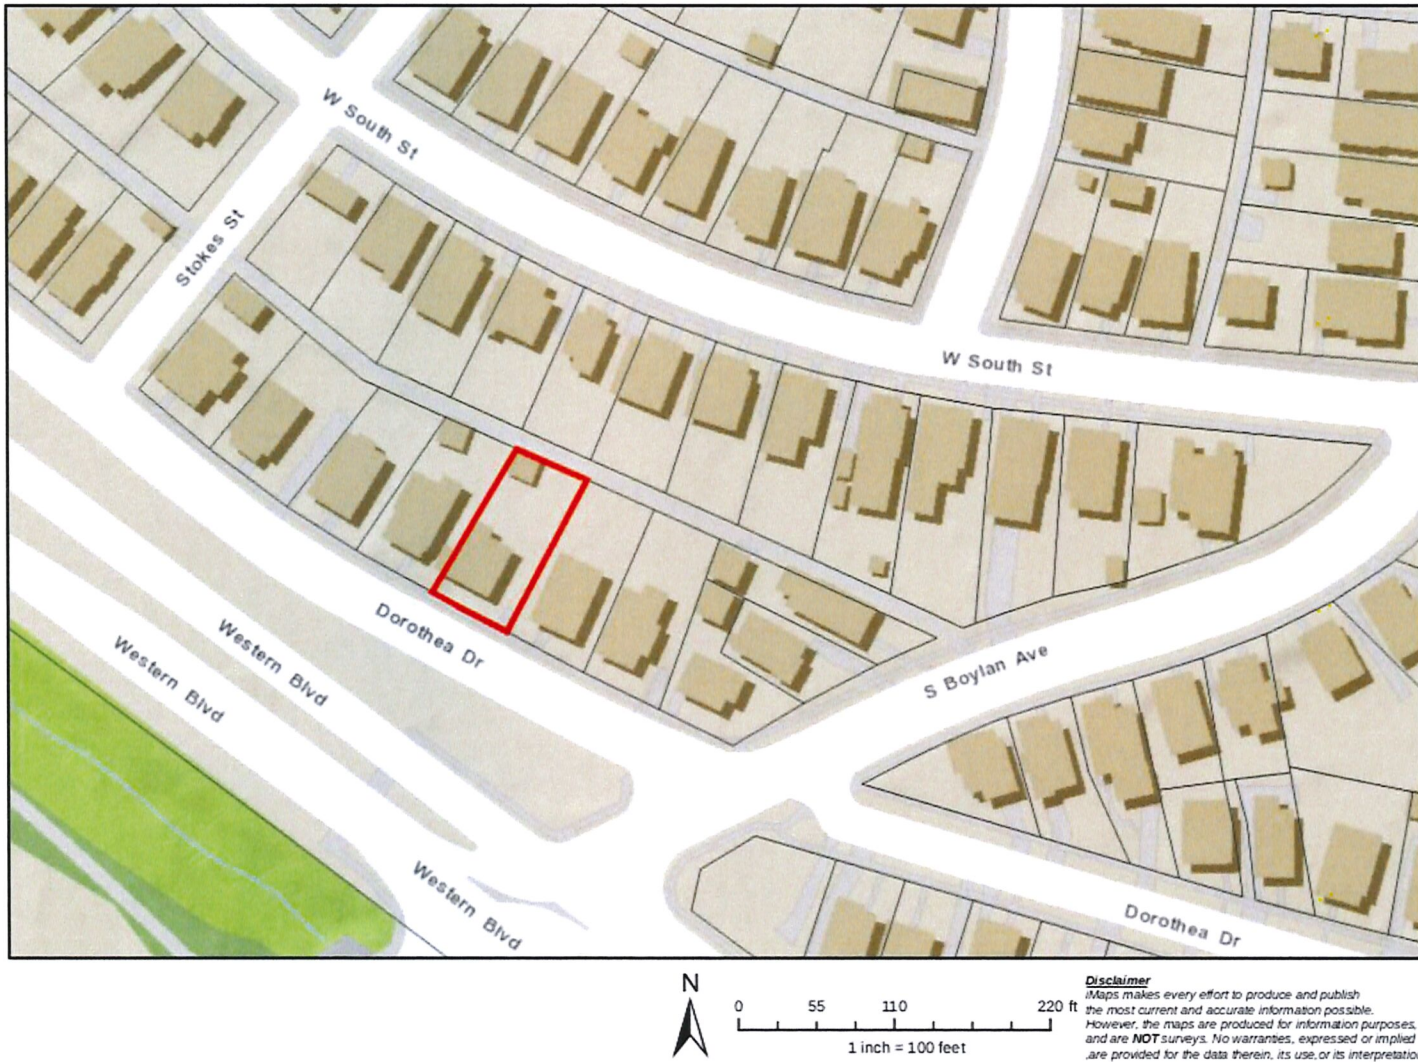 W South St
Stokes St
W South St
Dorothea Dr
Western Blvd
Western Blvd
S Boylan Ave
Western Blvd
Dorothea Dr
N
0 55 110 220 ft
1 inch = 100 feet
Disclaimer
iMaps makes every effort to produce and publish
the most current and accurate information possible.
However, the maps are produced for information purposes,
and are NOT surveys. No warranties, expressed or implied
,are provided for the data therein, its use,or its interpretatio